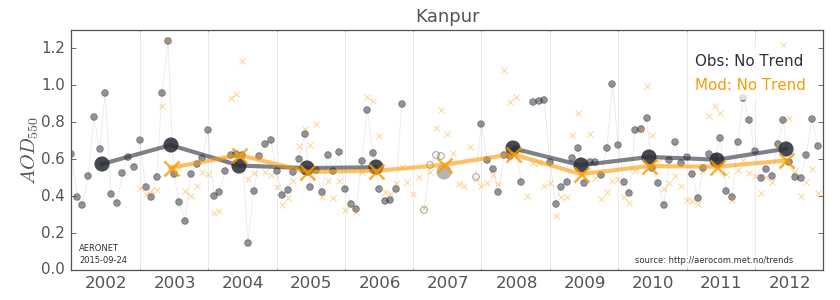 Kanpur
AOD550
1.2
1.0
0.8
0.6
0.4
0.2
0.0
Obs: No Trend
Mod: No Trend
AERONET
2015-09-24
source: http://aerocom.met.no/trends
2002 2003 2004 2005 2006 2007 2008 2009 2010 2011 2012